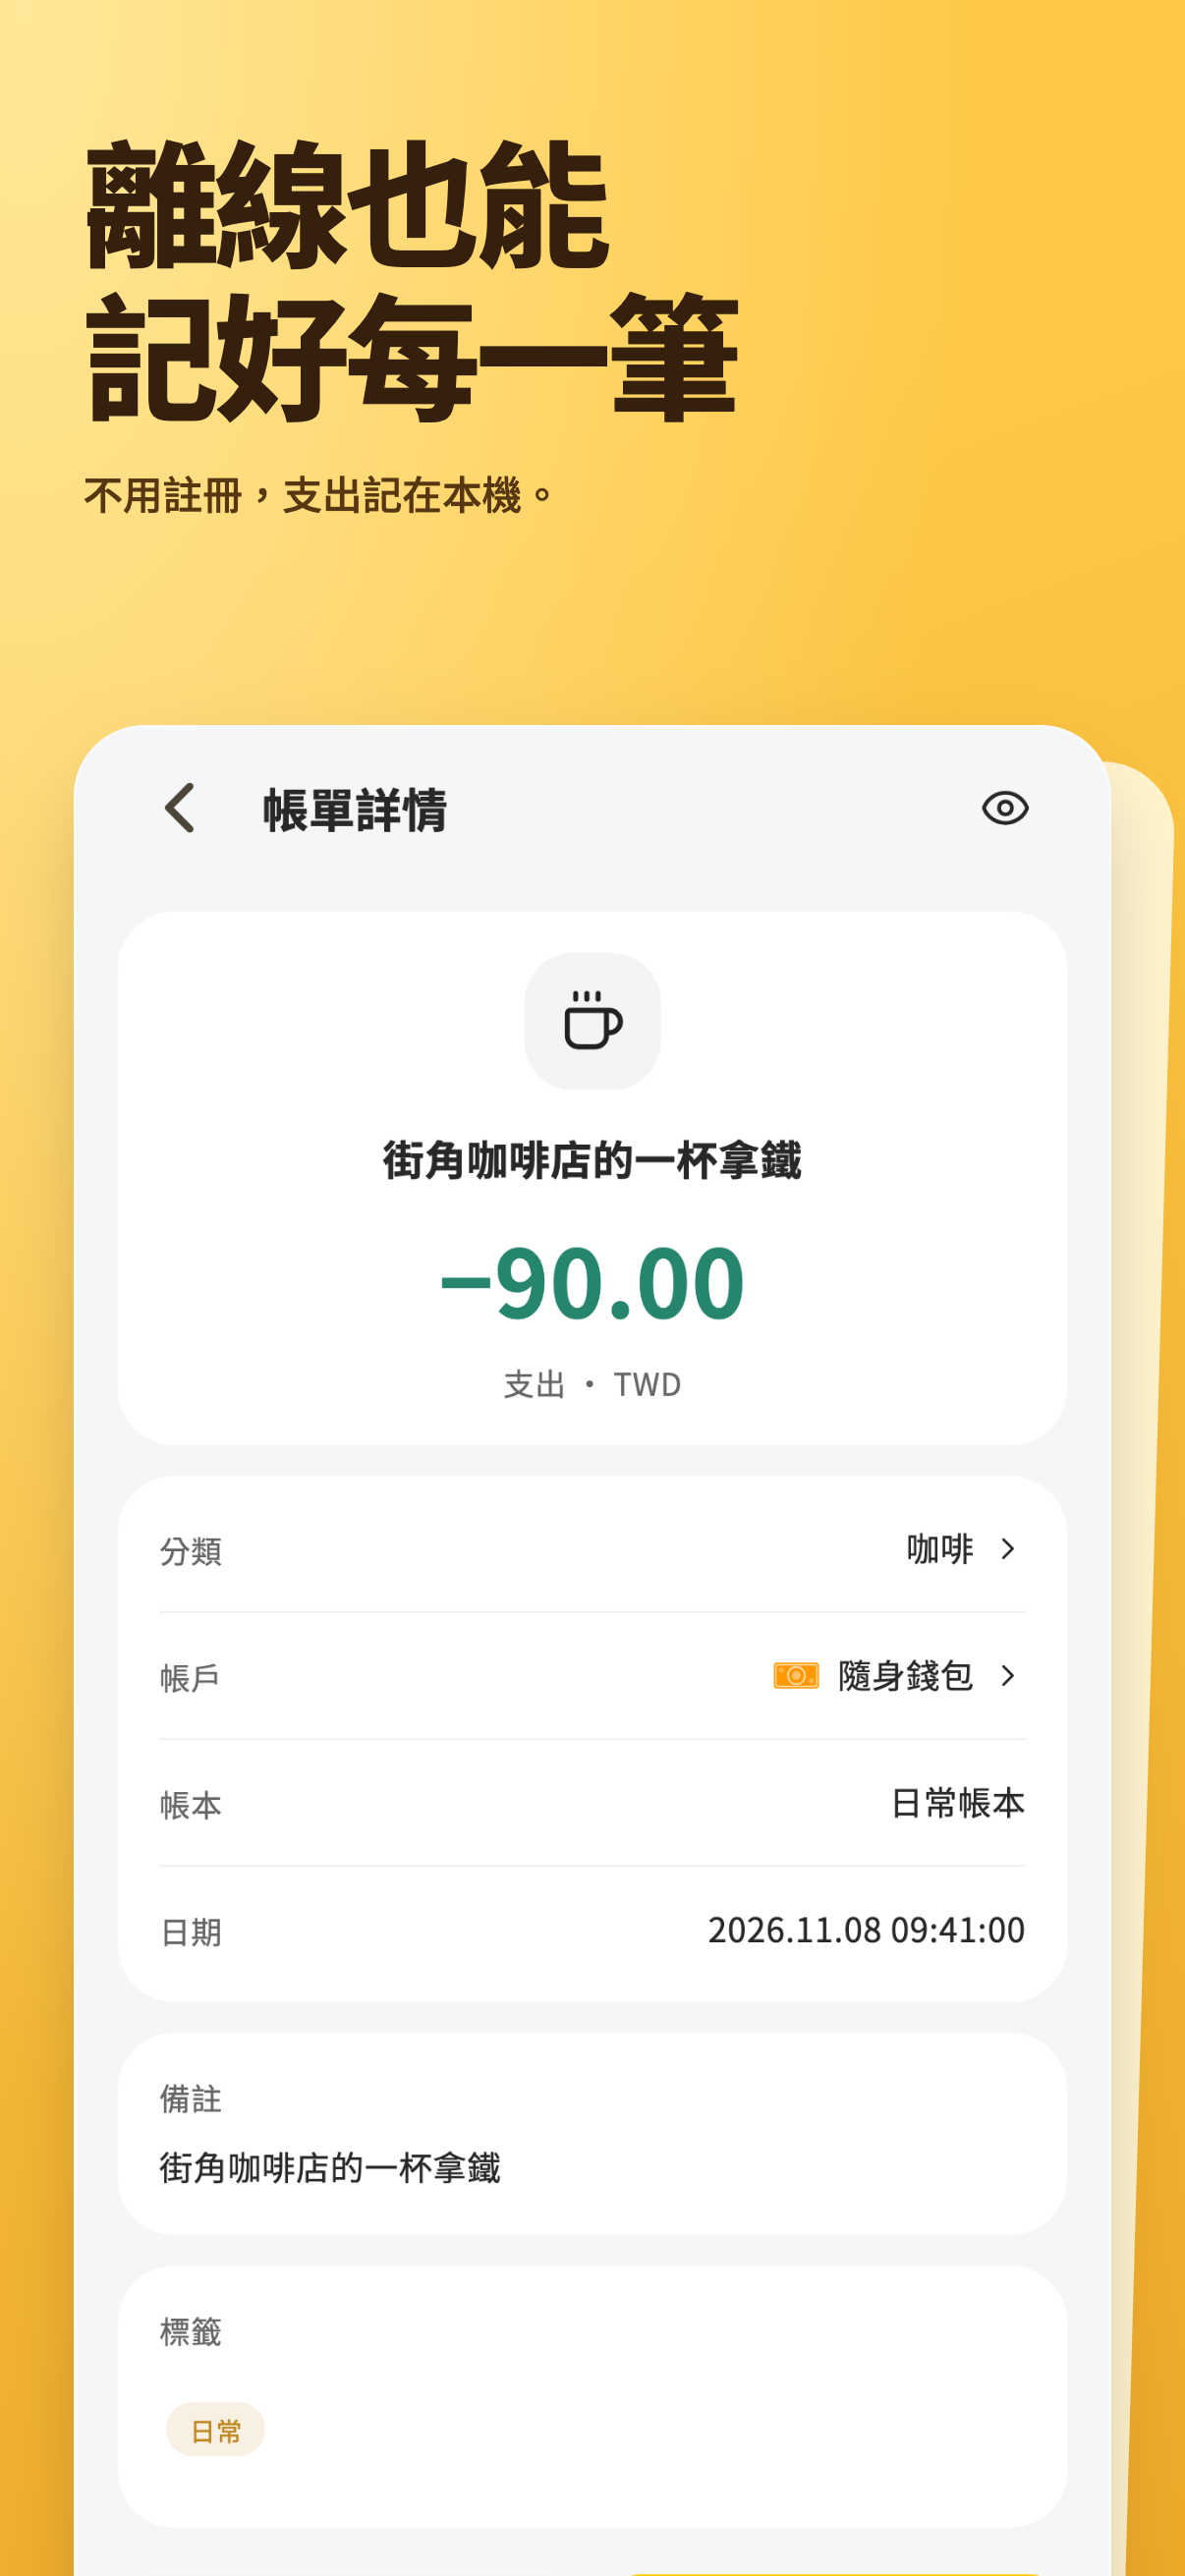 離線也能
記好每一筆
不用註冊，支出記在本機。
帳單詳情
街角咖啡店的一杯拿鐵
−90.00
支出 · TWD
分類 咖啡
帳戶 隨身錢包
帳本 日常帳本
日期 2026.11.08 09:41:00
備註
街角咖啡店的一杯拿鐵
標籤
日常